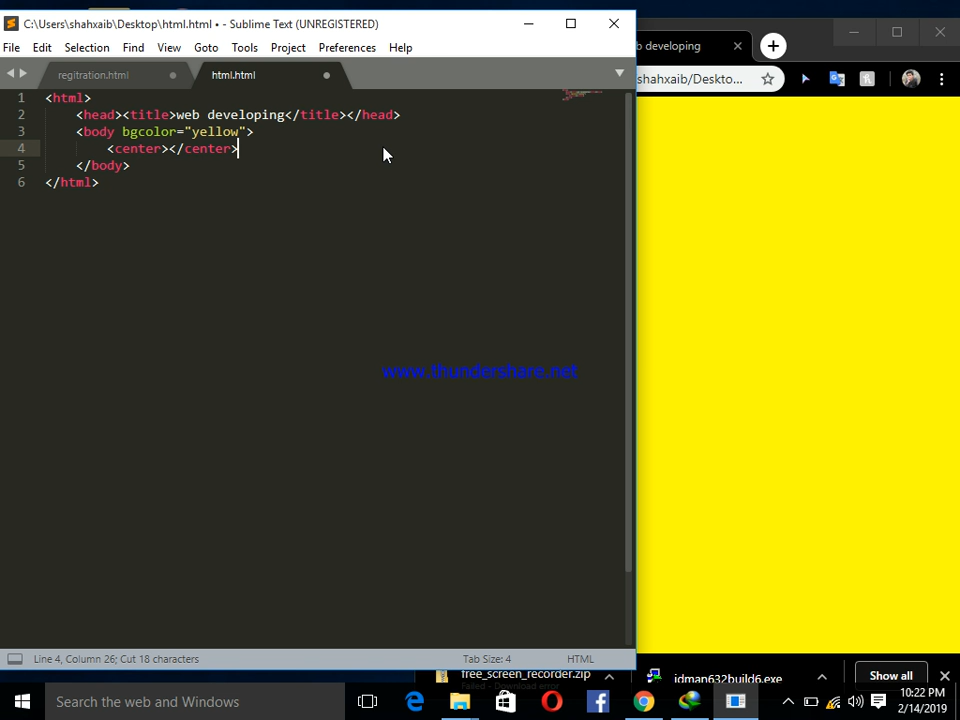 C:\Users\shahxaib\Desktop\html.html • - Sublime Text (UNREGISTERED)
File Edit Selection Find View Goto Tools Project Preferences Help
regitration.html
html.html
1 <html>
2 <head><title>web developing</title></head>
3 <body bgcolor="yellow">
4 <center></center>
5 </body>
6 </html>
Line 4, Column 26; Cut 18 characters
Tab Size: 4
HTML
b developing
shahxaib/Deskto...
www.thundershare.net
free_screen_recorder.zip
Failed - Download error
idman632build6.exe
Show all
Search the web and Windows
10:22 PM
2/14/2019